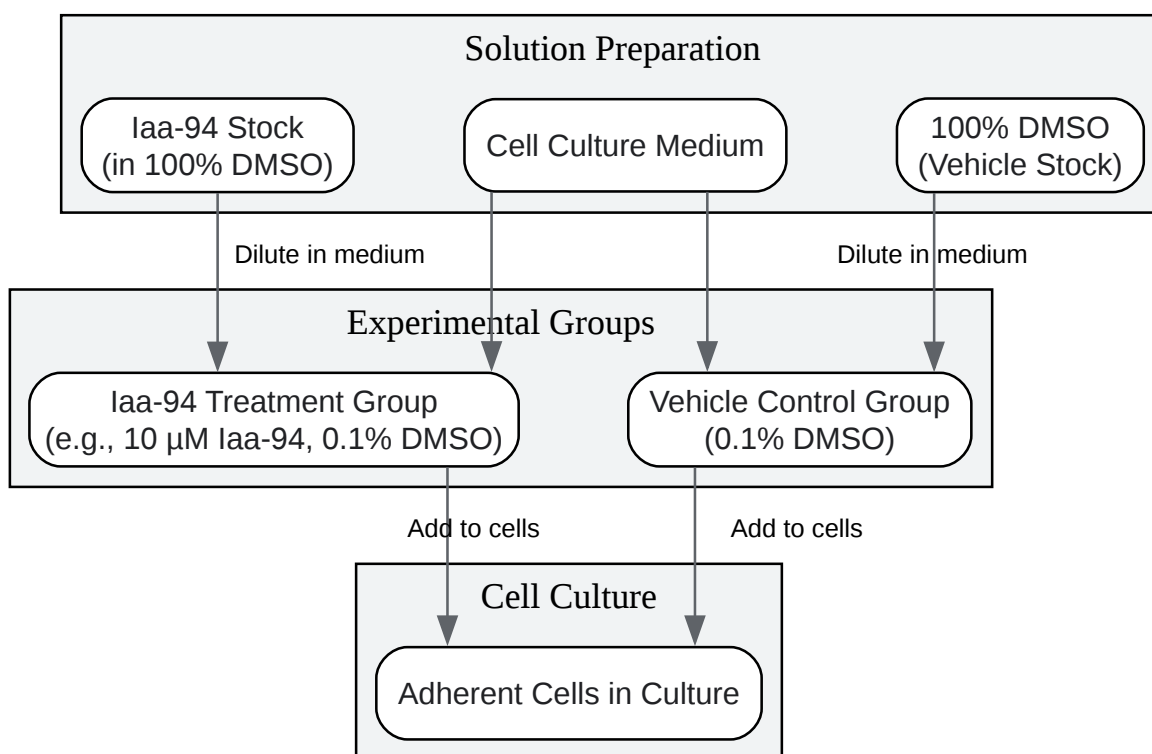 Solution Preparation
Iaa-94 Stock
(in 100% DMSO)
Cell Culture Medium
100% DMSO
(Vehicle Stock)
Dilute in medium
Dilute in medium
Experimental Groups
Iaa-94 Treatment Group
(e.g., 10 µM Iaa-94, 0.1% DMSO)
Vehicle Control Group
(0.1% DMSO)
Add to cells
Add to cells
Cell Culture
Adherent Cells in Culture